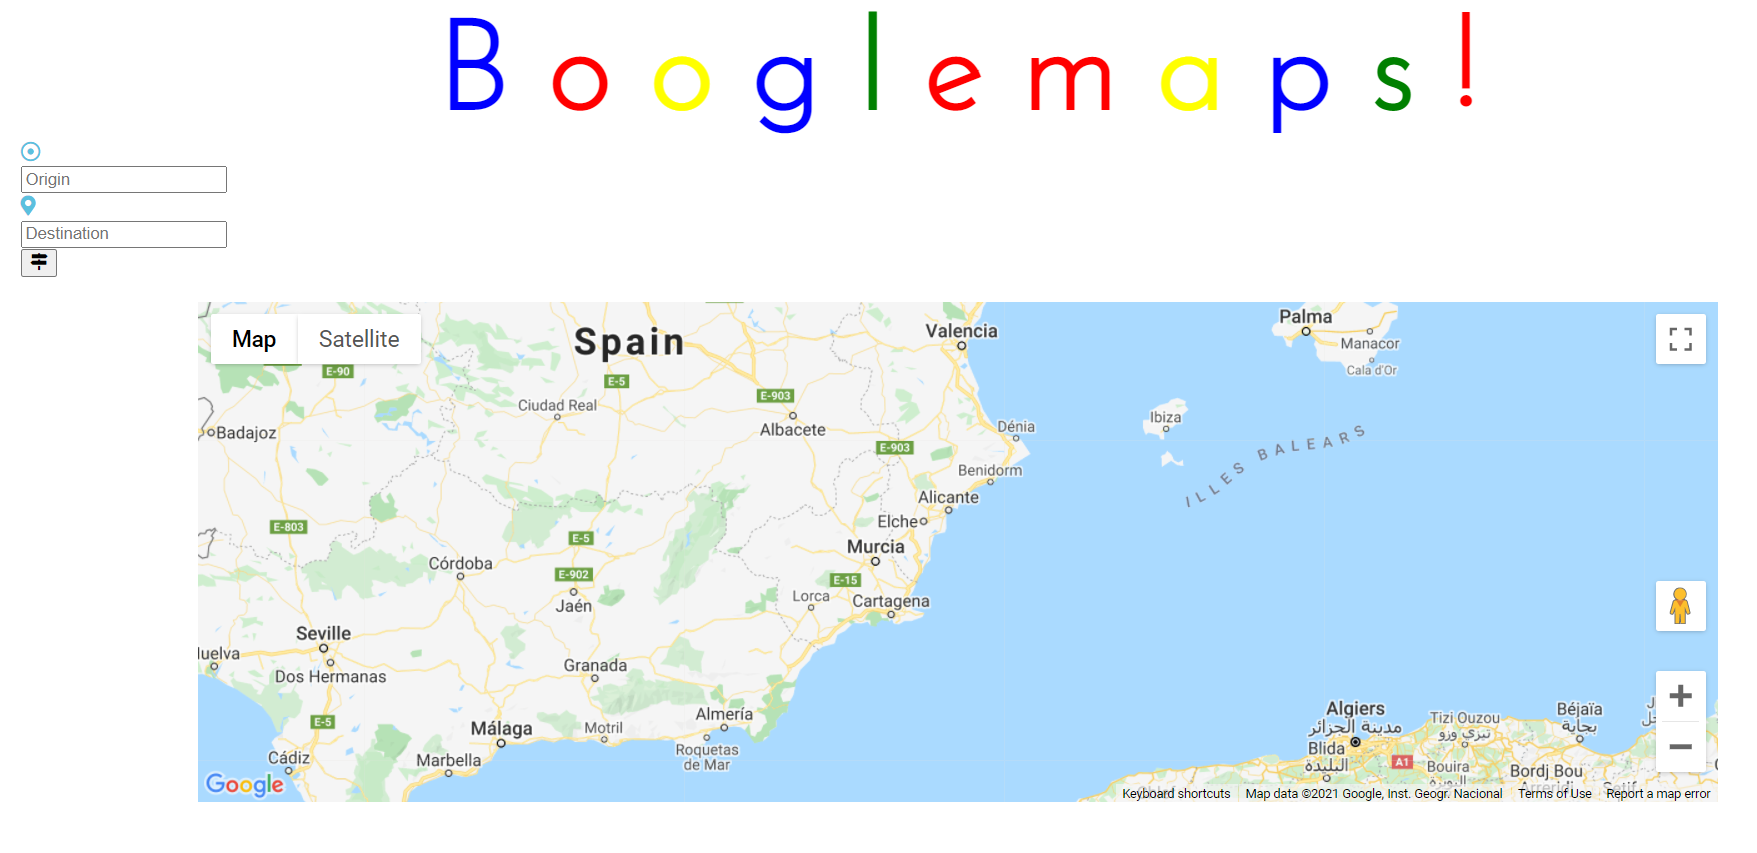 Booglemaps!
Origin
Destination
Map
Satellite
Spain
Valencia
Palma
Manacor
Cala d'Or
E-90
E-5
E-903
Ciudad Real
Badajoz
Albacete
Ibiza
Dénia
ILLES BALEARS
E-903
Benidorm
Alicante
E-803
Elche
E-5
Murcia
Córdoba
E-902
E-15
Jaén
Lorca
Cartagena
Seville
Dos Hermanas
Granada
Almería
E-5
Málaga
Motril
Roquetas
de Mar
Cádiz
Marbella
Algiers
مدينة الجزائر
Tizi Ouzou
تيزي وزو
Béjaïa
بجاية
Blida
البليدة
A1
Bouira
Bordj Bou
Google
Keyboard shortcuts
Map data ©2021 Google, Inst. Geogr. Nacional
Terms of Use
Report a map error